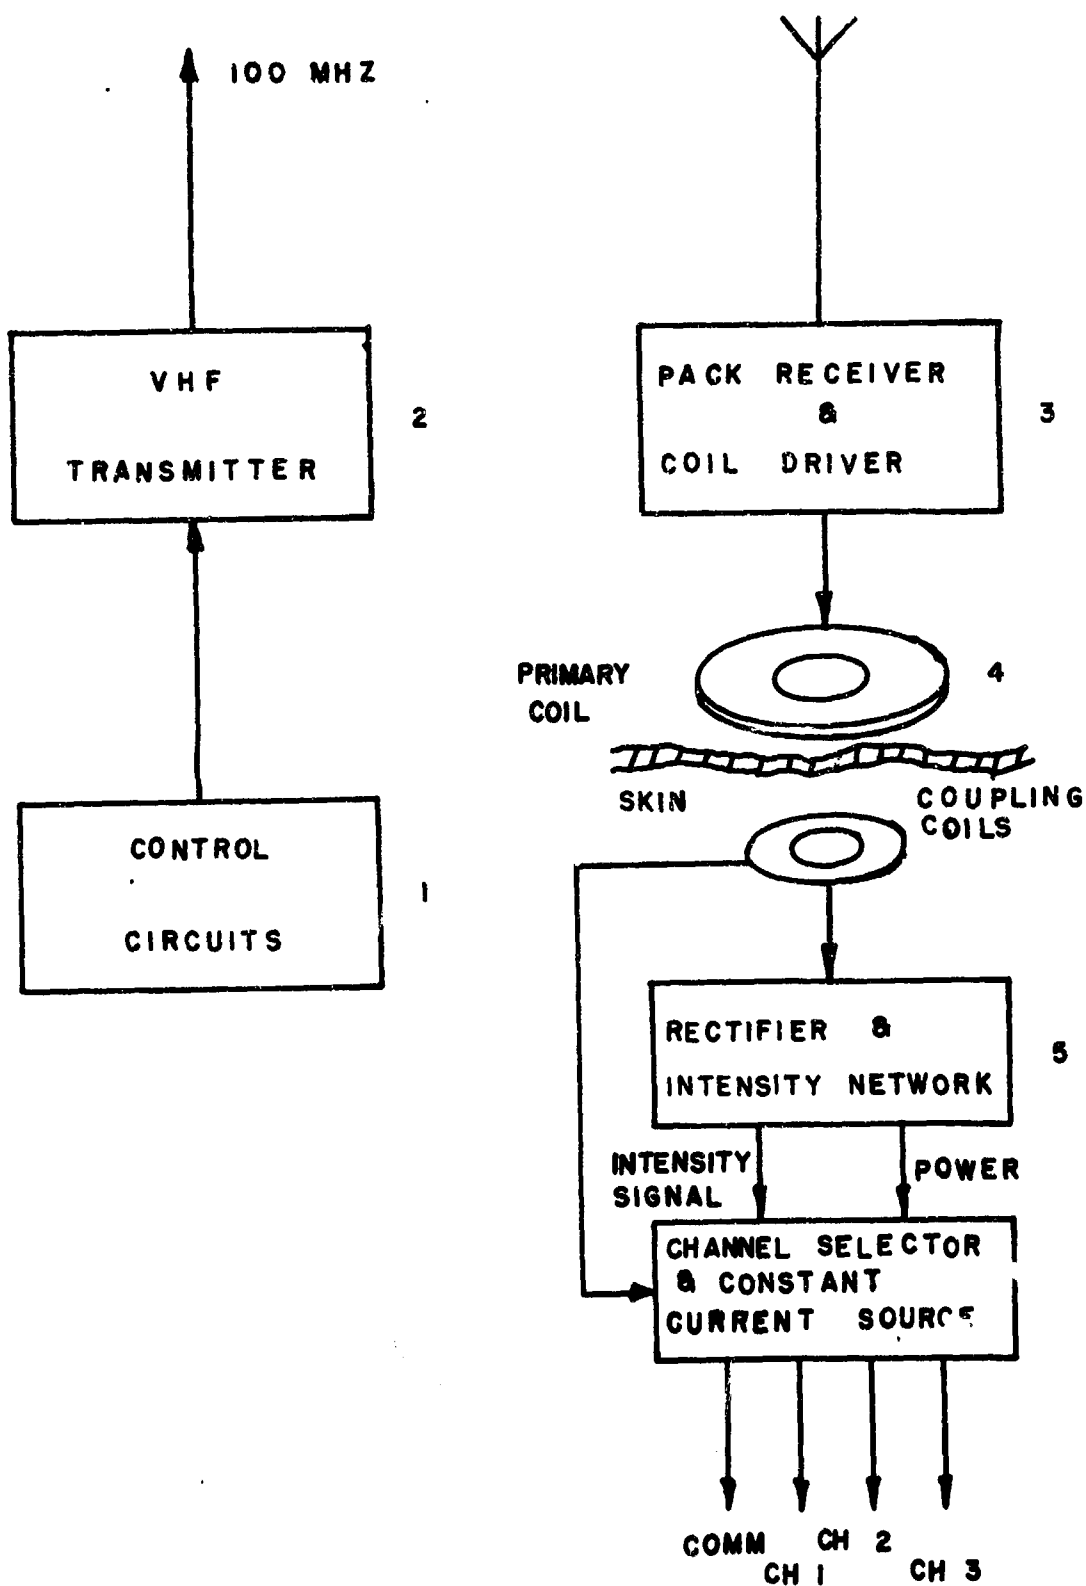 100 MHZ
VHF
TRANSMITTER
2
CONTROL
CIRCUITS
1
PACK RECEIVER
&
COIL DRIVER
3
PRIMARY
COIL
4
SKIN
COUPLING
COILS
RECTIFIER &
INTENSITY NETWORK
5
INTENSITY
SIGNAL
POWER
CHANNEL SELECTOR
& CONSTANT
CURRENT SOURCE
COMM
CH 1
CH 2
CH 3